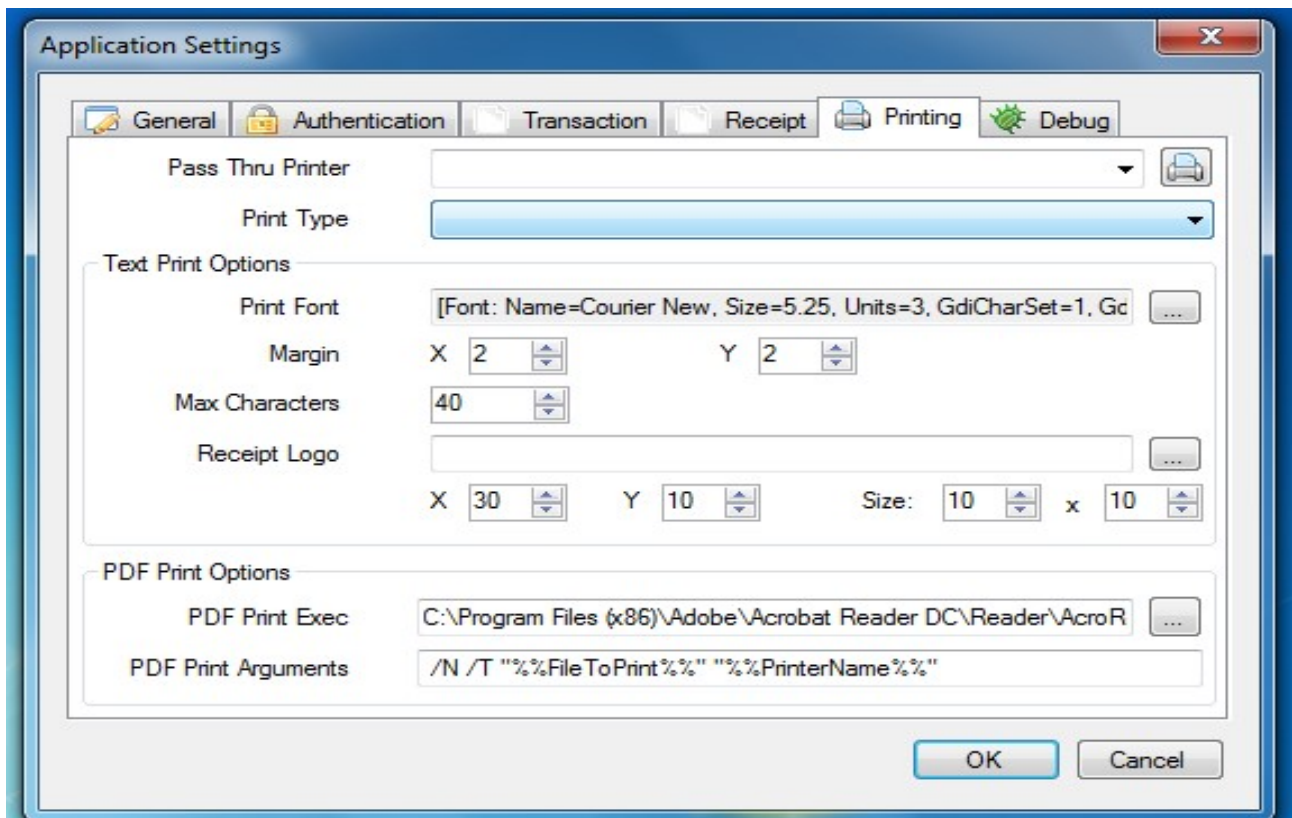 Application Settings
General Authentication Transaction Receipt Printing Debug
Pass Thru Printer
Print Type
Text Print Options
Print Font [Font: Name=Courier New, Size=5.25, Units=3, GdiCharSet=1, Gd ...
Margin X 2 Y 2
Max Characters 40
Receipt Logo ...
X 30 Y 10 Size: 10 x 10
PDF Print Options
PDF Print Exec C:\Program Files (x86)\Adobe\Acrobat Reader DC\Reader\AcroR ...
PDF Print Arguments /N /T "%%FileToPrint%%" "%%PrinterName%%"
OK Cancel